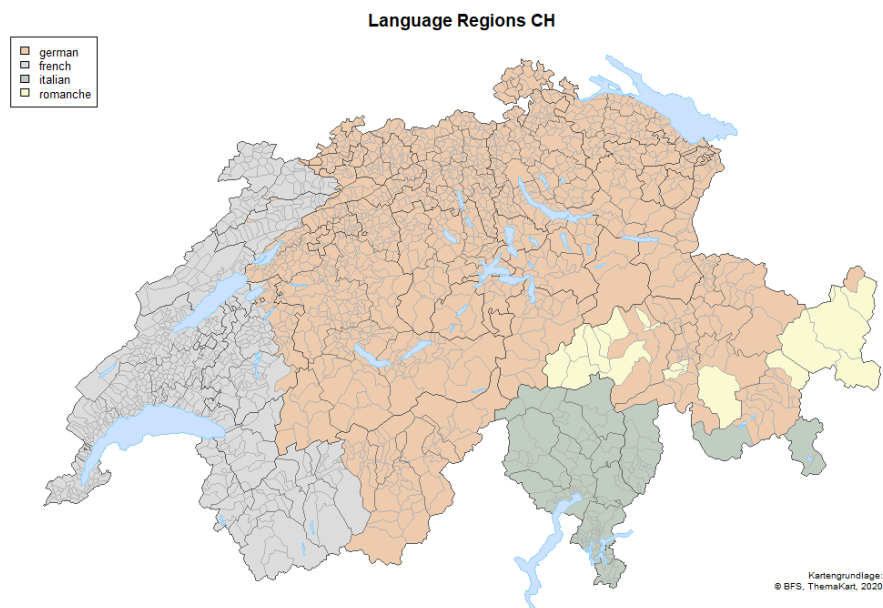 Language Regions CH
german
french
italian
romanche
Kartengrundlage:
© BFS, ThemaKart, 2020